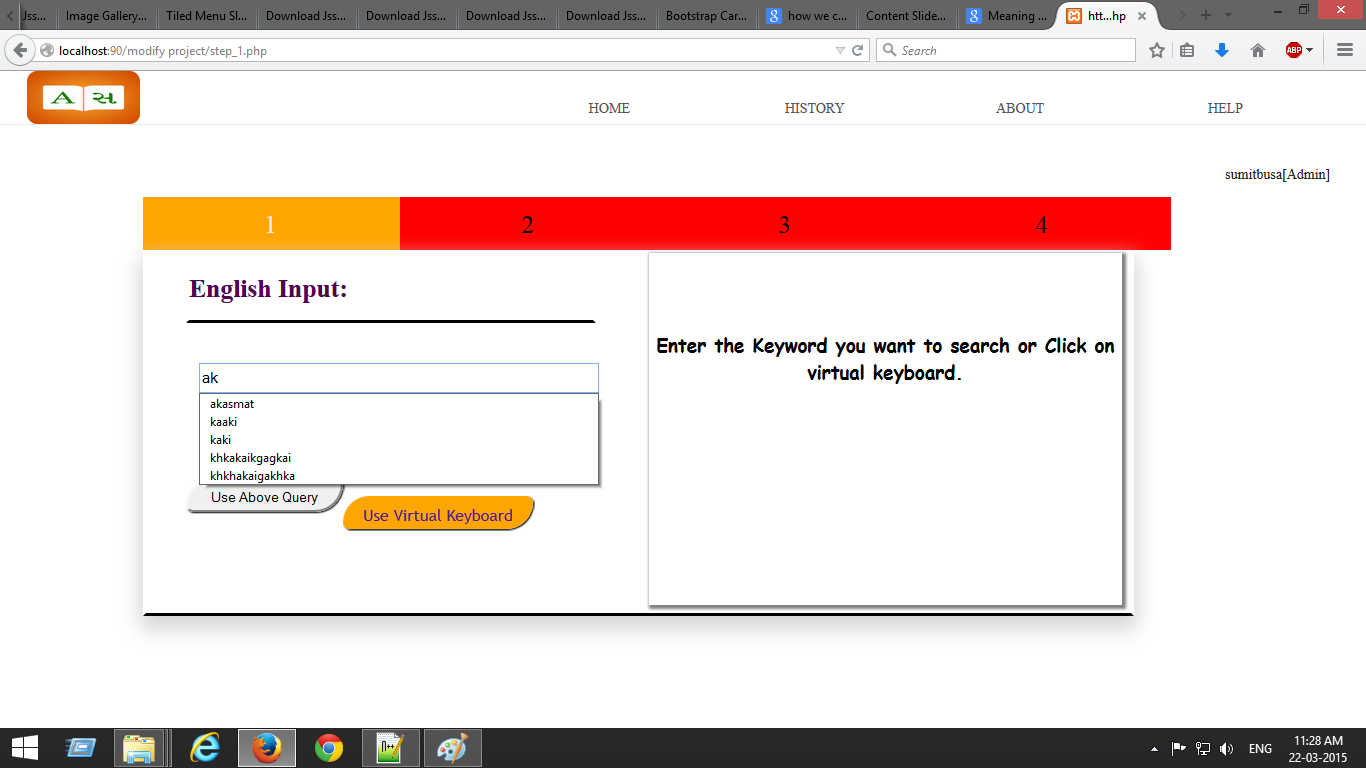 Jss...
Image Gallery...
Tiled Menu Sl...
Download Jss...
Download Jss...
Download Jss...
Download Jss...
Bootstrap Car...
how we c...
Content Slide...
Meaning ...
htt...hp
localhost:90/modify project/step_1.php
Search
ABP
A સ
HOME HISTORY ABOUT HELP
sumitbusa[Admin]
1 2 3 4
English Input:
ak
akasmat
kaaki
kaki
khkakaikgagkai
khkhakaigakhka
Use Above Query
Use Virtual Keyboard
Enter the Keyword you want to search or Click on
virtual keyboard.
ENG
11:28 AM
22-03-2015